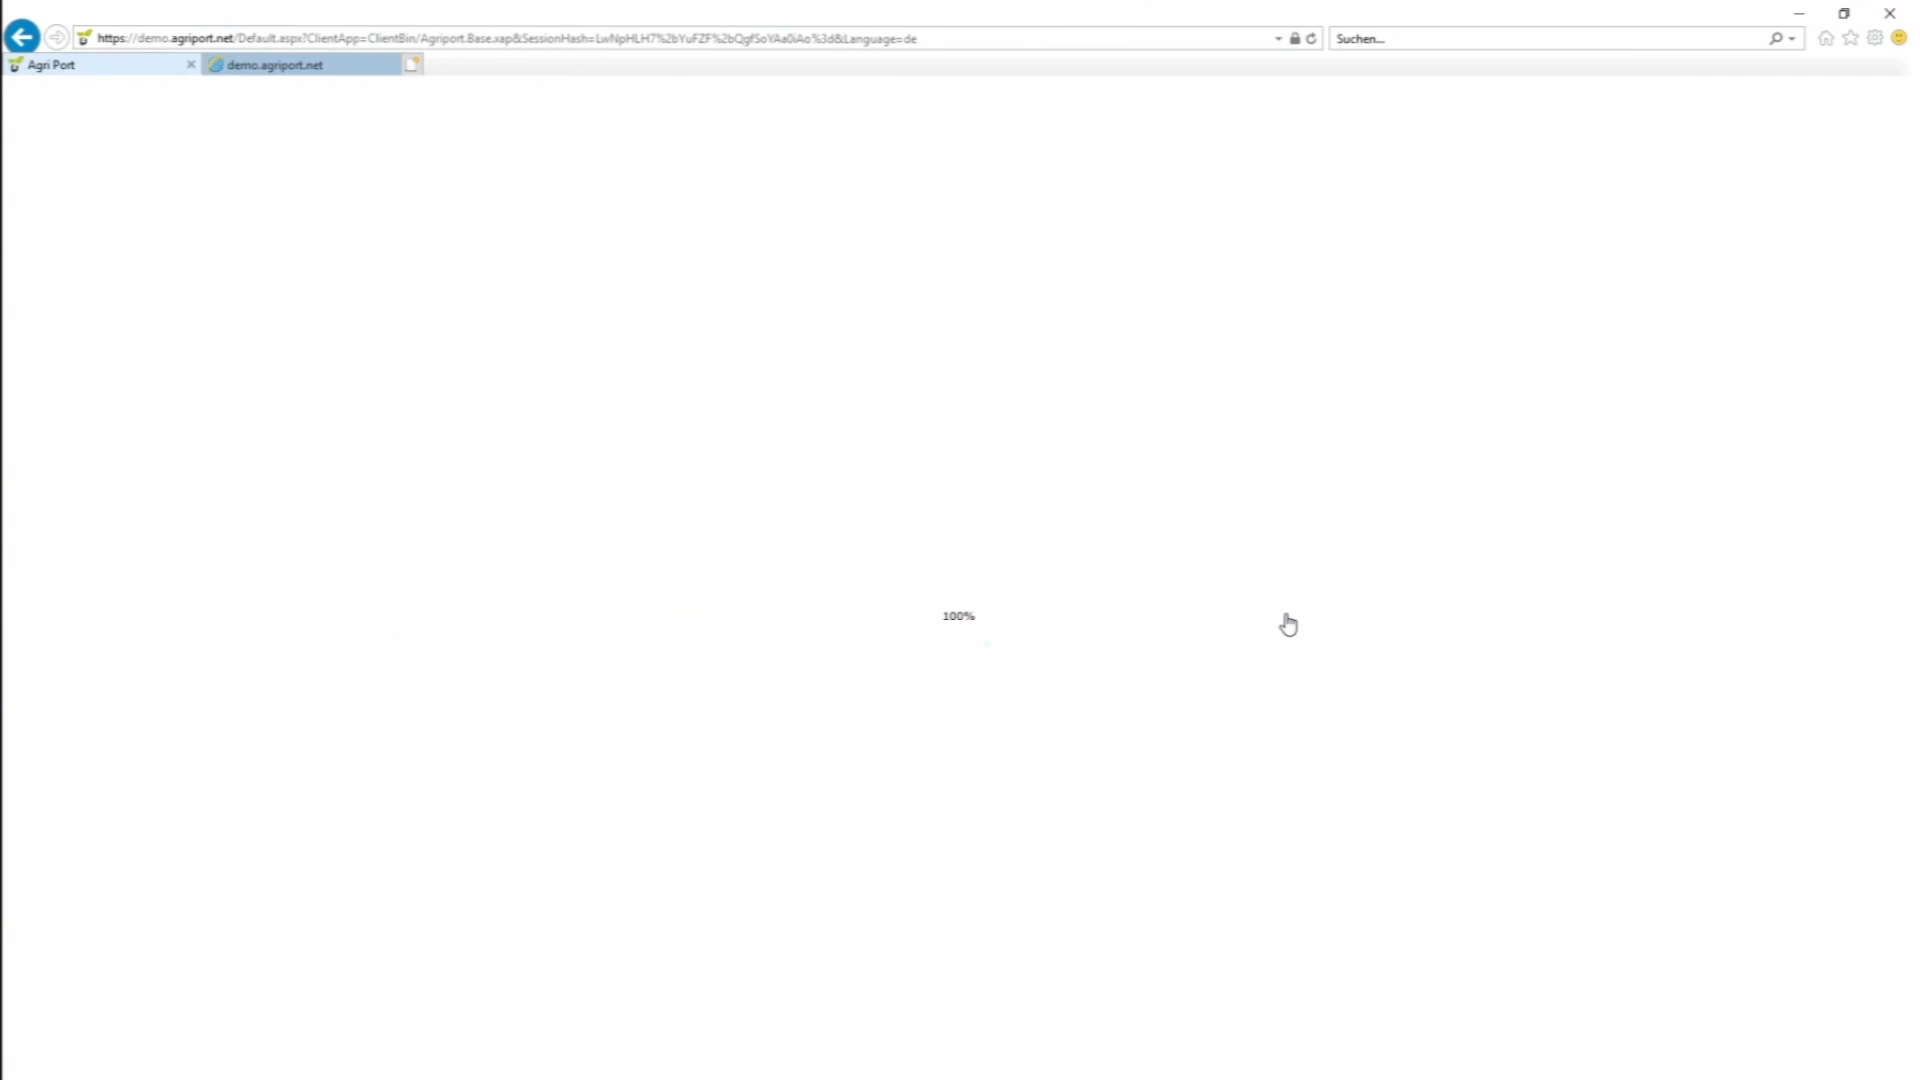 https://demo.agriport.net/Default.aspx?ClientApp=ClientBin/Agriport.Base.xap&SessionHash=LwNpHLH7%2bYuFZF%2bQgfSoYAa0iAo%3d&Language=de
Suchen...
Agri Port
demo.agriport.net
100%